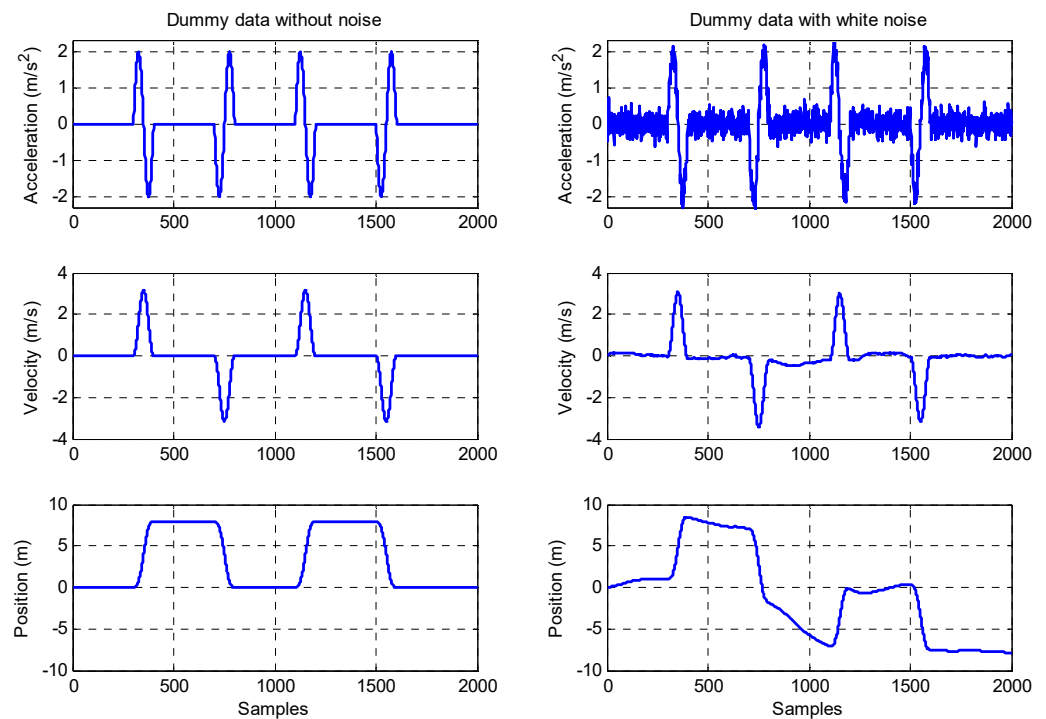 Dummy data without noise
Acceleration (m/s²)
2
1
0
-1
-2
0 500 1000 1500 2000
Velocity (m/s)
4
2
0
-2
-4
0 500 1000 1500 2000
Position (m)
10
5
0
-5
-10
0 500 1000 1500 2000
Samples
Dummy data with white noise
Acceleration (m/s²)
2
1
0
-1
-2
0 500 1000 1500 2000
Velocity (m/s)
4
2
0
-2
-4
0 500 1000 1500 2000
Position (m)
10
5
0
-5
-10
0 500 1000 1500 2000
Samples